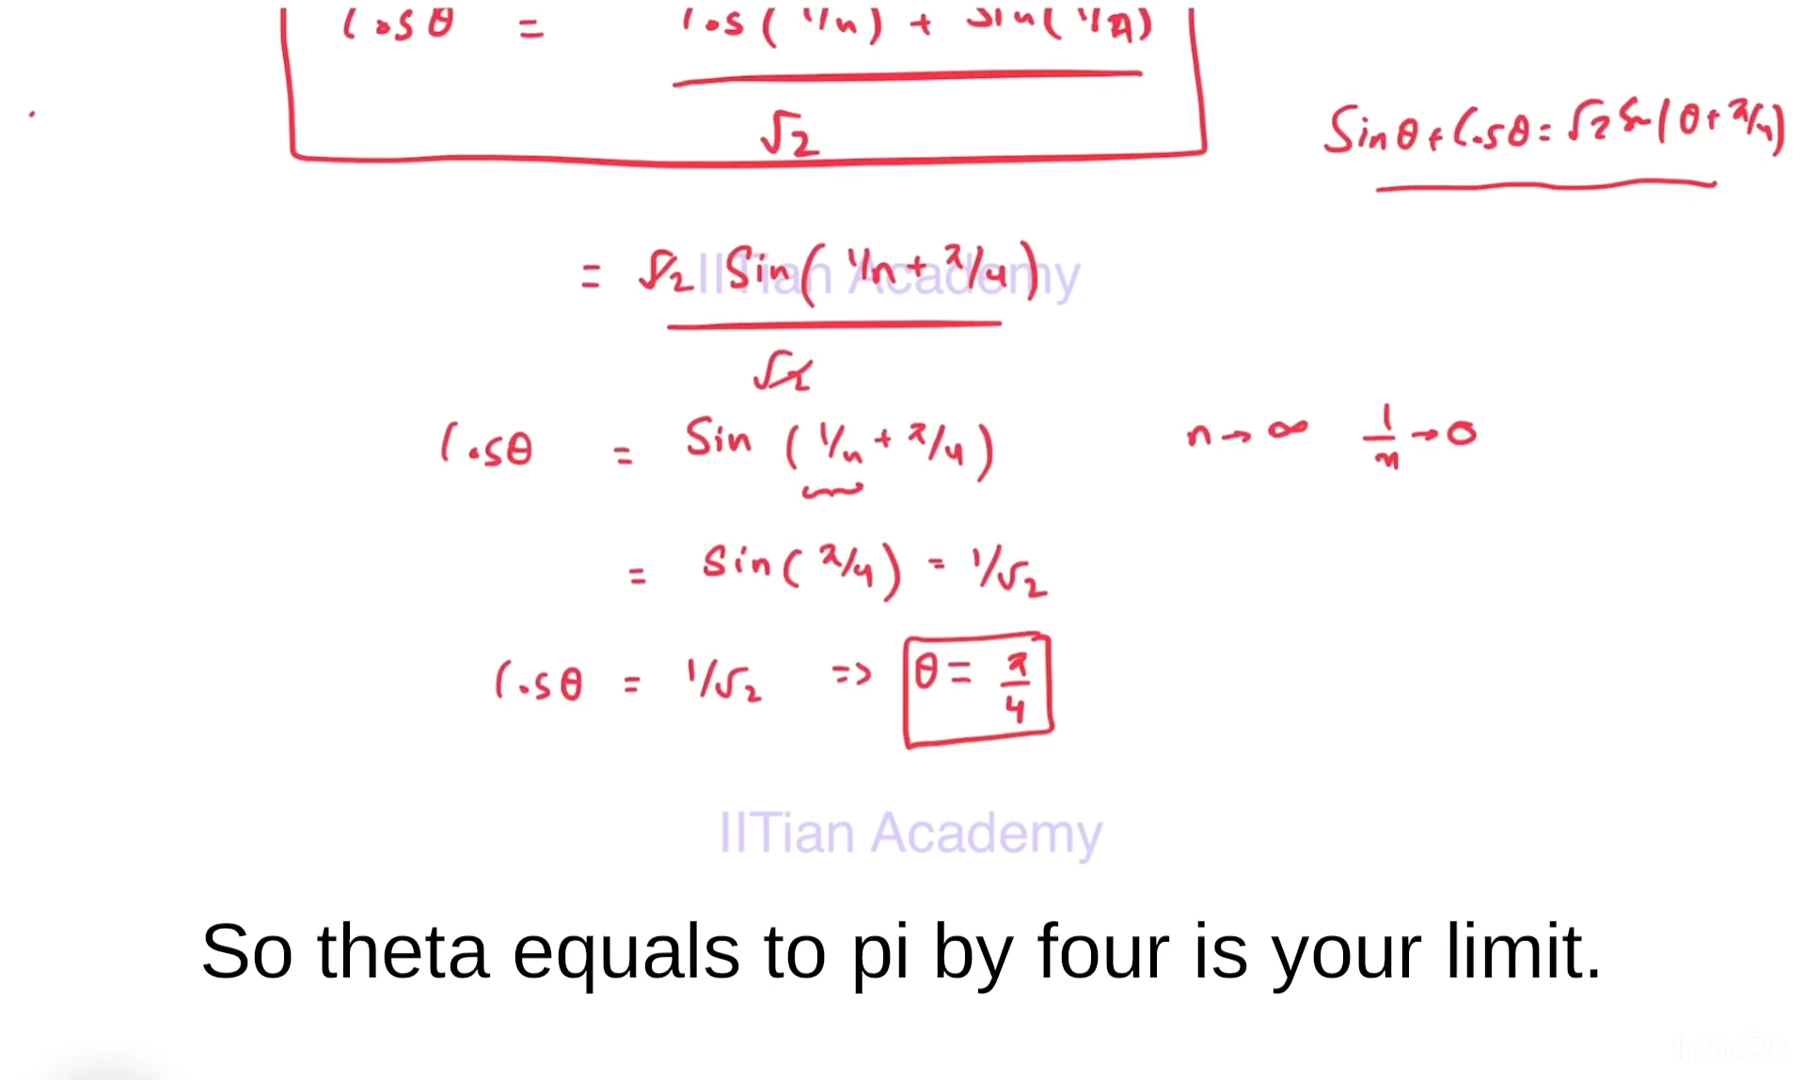 Cosθ = Cos(1/n) + Sin(1/n)
√2
Sinθ + Cosθ = √2 Sin(θ + π/4)
= √2 Sin(1/n + π/4)
IITian Academy
√2
Cosθ = Sin(1/n + π/4) n → ∞ 1/n → 0
= Sin(π/4) = 1/√2
Cosθ = 1/√2 => θ = π/4
IITian Academy
So theta equals to pi by four is your limit.